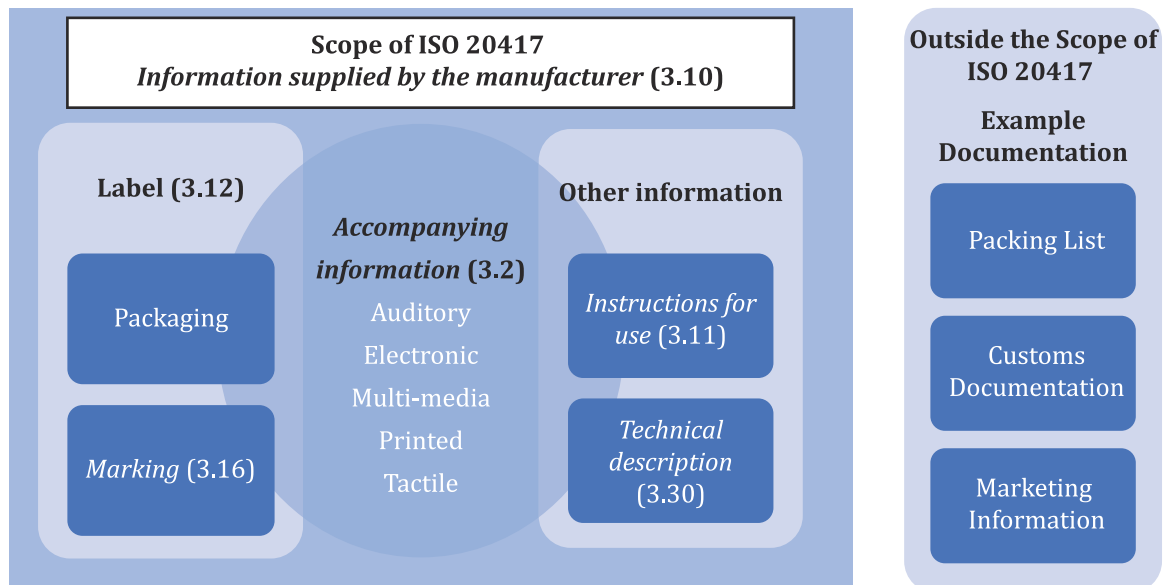 Scope of ISO 20417
Information supplied by the manufacturer (3.10)
Label (3.12)
Packaging
Marking (3.16)
Accompanying
information (3.2)
Auditory
Electronic
Multi-media
Printed
Tactile
Other information
Instructions for
use (3.11)
Technical
description
(3.30)
Outside the Scope of
ISO 20417
Example
Documentation
Packing List
Customs
Documentation
Marketing
Information